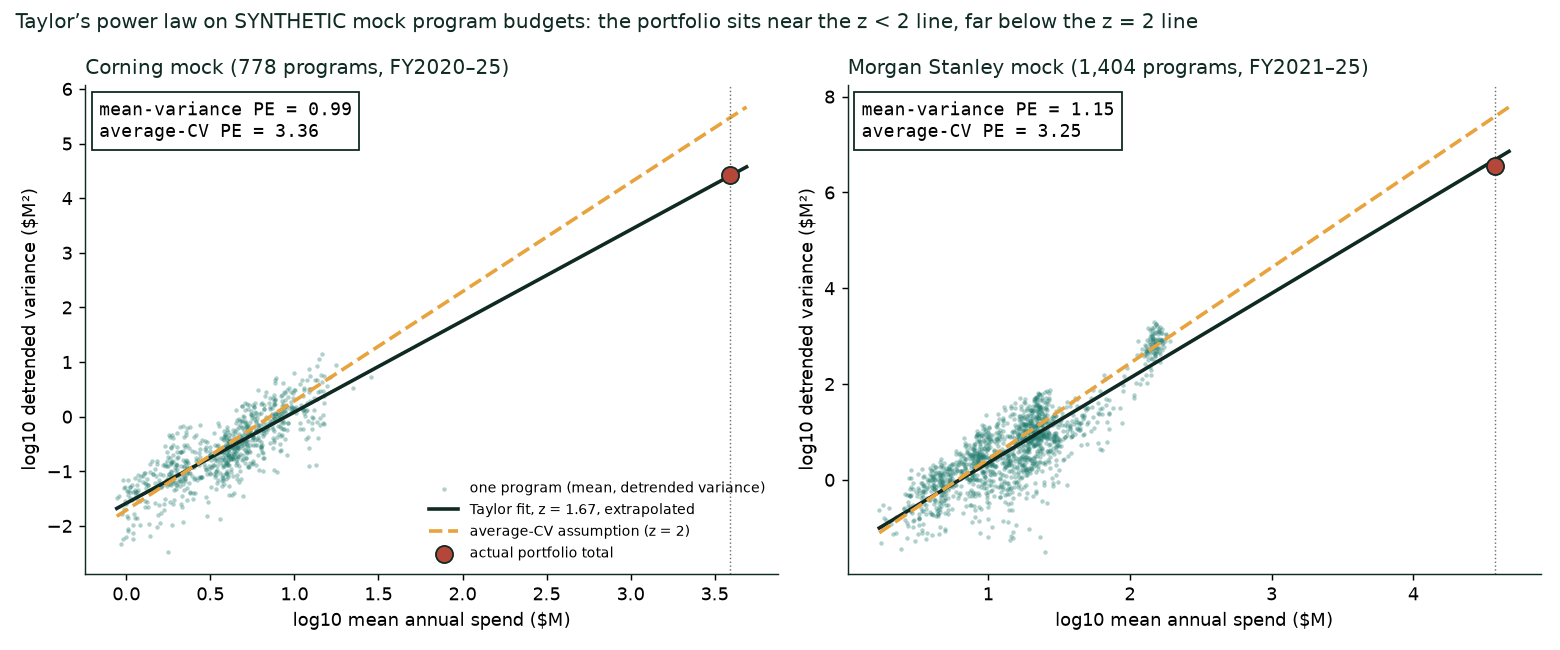 Taylor’s power law on SYNTHETIC mock program budgets: the portfolio sits near the z < 2 line, far below the z = 2 line
Corning mock (778 programs, FY2020–25)
mean-variance PE = 0.99
average-CV PE = 3.36
log10 detrended variance ($M²)
6
5
4
3
2
1
0
−1
−2
one program (mean, detrended variance)
Taylor fit, z = 1.67, extrapolated
average-CV assumption (z = 2)
actual portfolio total
0.0 0.5 1.0 1.5 2.0 2.5 3.0 3.5
log10 mean annual spend ($M)
Morgan Stanley mock (1,404 programs, FY2021–25)
mean-variance PE = 1.15
average-CV PE = 3.25
log10 detrended variance ($M²)
8
6
4
2
0
1 2 3 4
log10 mean annual spend ($M)